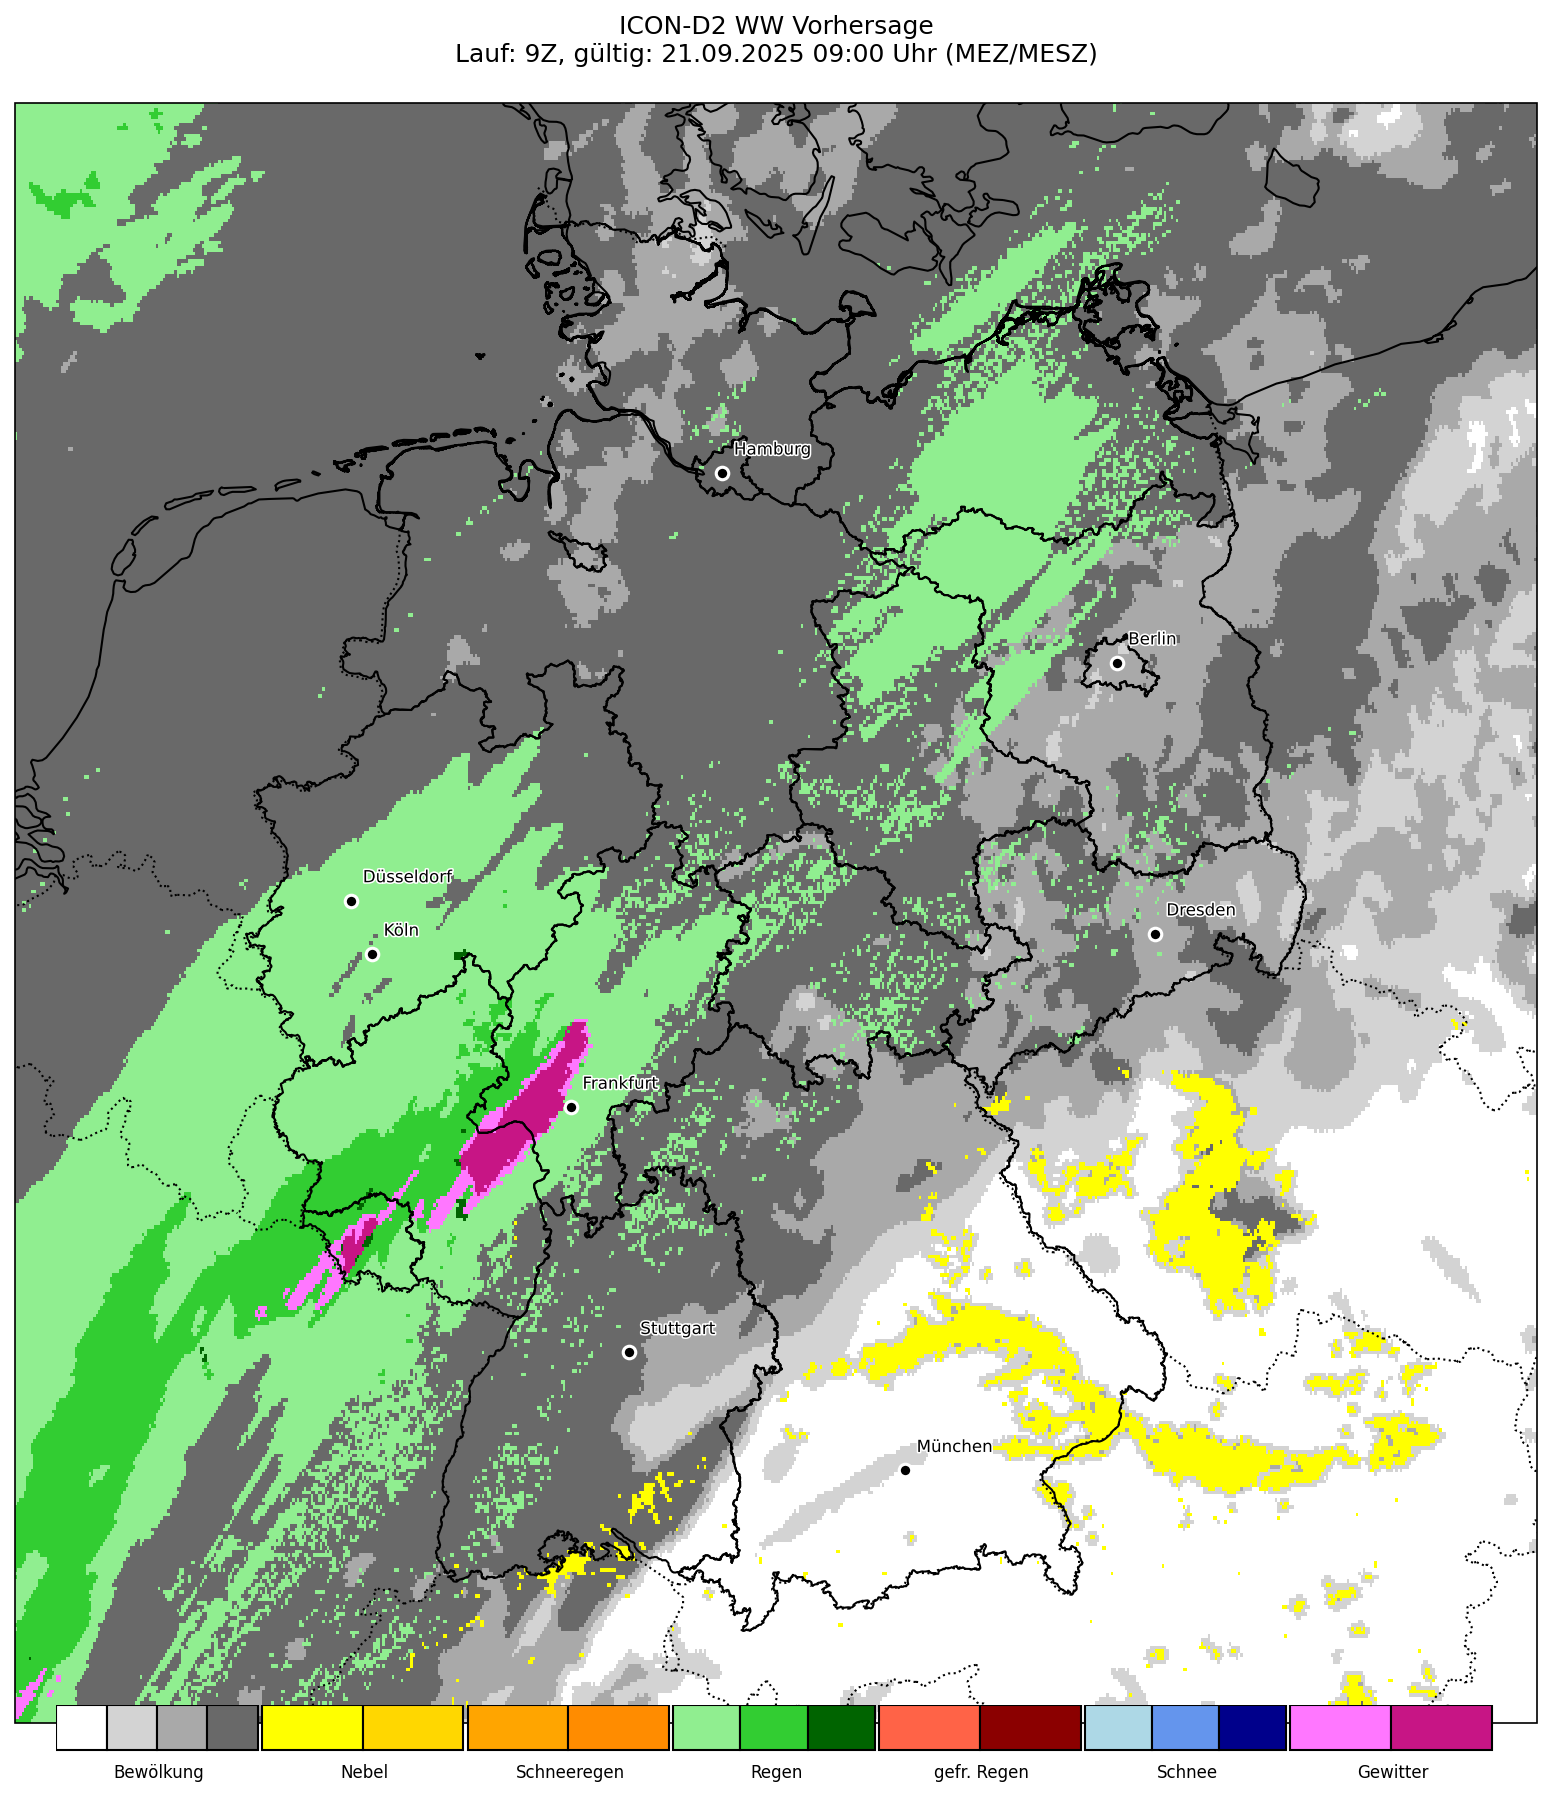 ICON-D2 WW Vorhersage
Lauf: 9Z, gültig: 21.09.2025 09:00 Uhr (MEZ/MESZ)
Hamburg
Berlin
Düsseldorf
Köln
Dresden
Frankfurt
Stuttgart
München
Bewölkung
Nebel
Schneeregen
Regen
gefr. Regen
Schnee
Gewitter